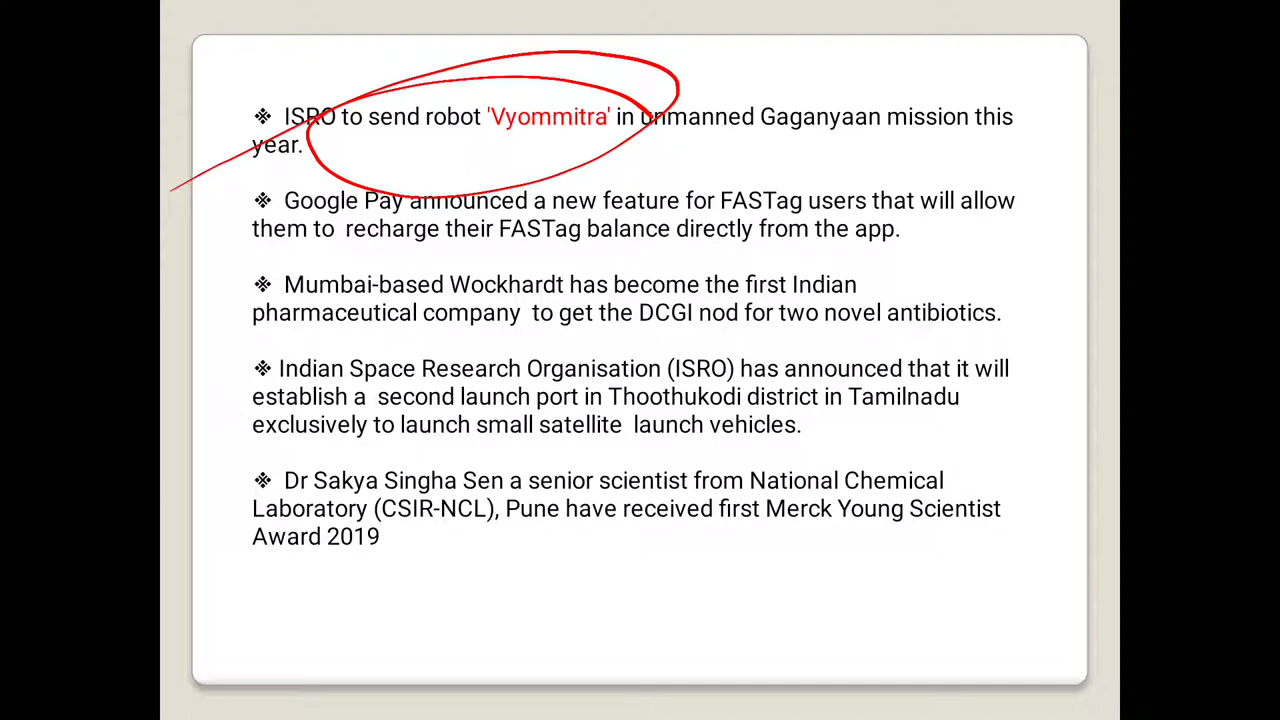 ❖ ISRO to send robot 'Vyommitra' in unmanned Gaganyaan mission this
year.
❖ Google Pay announced a new feature for FASTag users that will allow
them to recharge their FASTag balance directly from the app.
❖ Mumbai-based Wockhardt has become the first Indian
pharmaceutical company to get the DCGI nod for two novel antibiotics.
❖ Indian Space Research Organisation (ISRO) has announced that it will
establish a second launch port in Thoothukodi district in Tamilnadu
exclusively to launch small satellite launch vehicles.
❖ Dr Sakya Singha Sen a senior scientist from National Chemical
Laboratory (CSIR-NCL), Pune have received first Merck Young Scientist
Award 2019